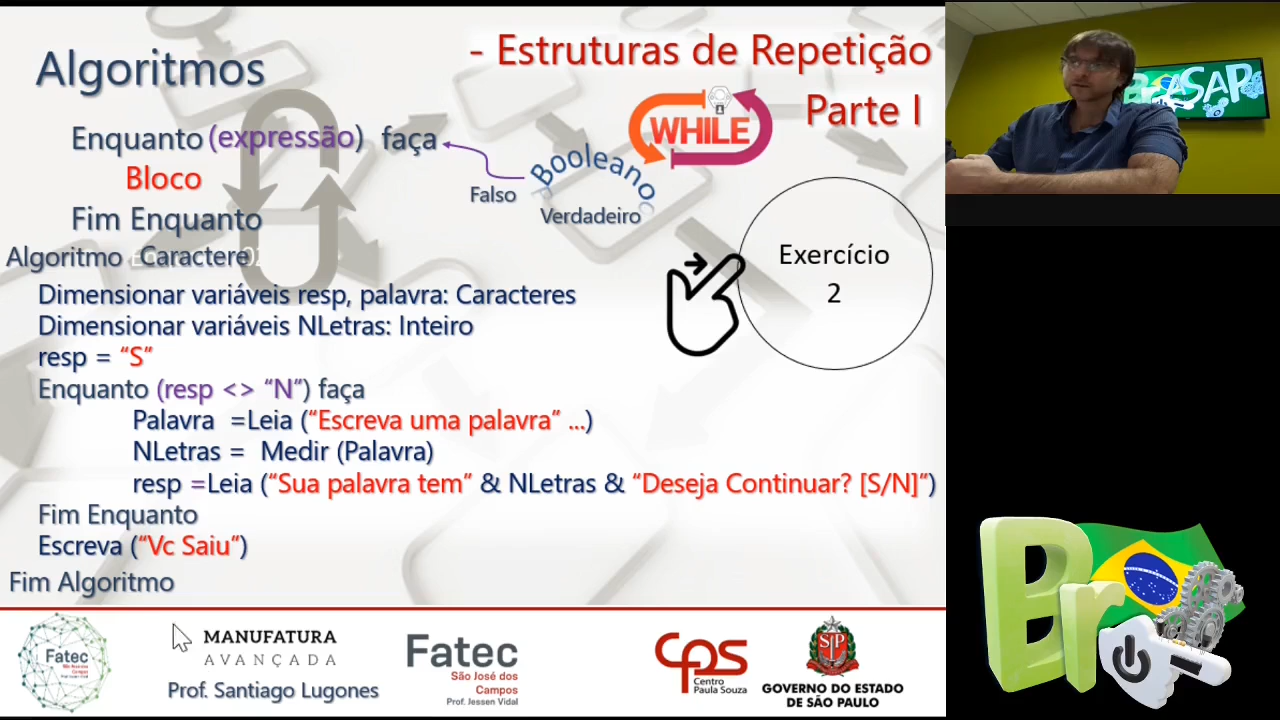 Algoritmos
- Estruturas de Repetição
Parte I
WHILE
Enquanto (expressão) faça
Bloco
Fim Enquanto
Booleano
Falso
Verdadeiro
Exercício
2
Algoritmo Caractere
Dimensionar variáveis resp, palavra: Caracteres
Dimensionar variáveis NLetras: Inteiro
resp = “S”
Enquanto (resp <> “N”) faça
Palavra =Leia (“Escreva uma palavra” ...)
NLetras = Medir (Palavra)
resp =Leia (“Sua palavra tem” & NLetras & “Deseja Continuar? [S/N]”)
Fim Enquanto
Escreva (“Vc Saiu”)
Fim Algoritmo
Fatec
MANUFATURA
AVANÇADA
Prof. Santiago Lugones
Fatec
São José dos
Campos
Prof. Jessen Vidal
cps
Centro
Paula Souza
SP
GOVERNO DO ESTADO
DE SÃO PAULO
BrASAP
Br